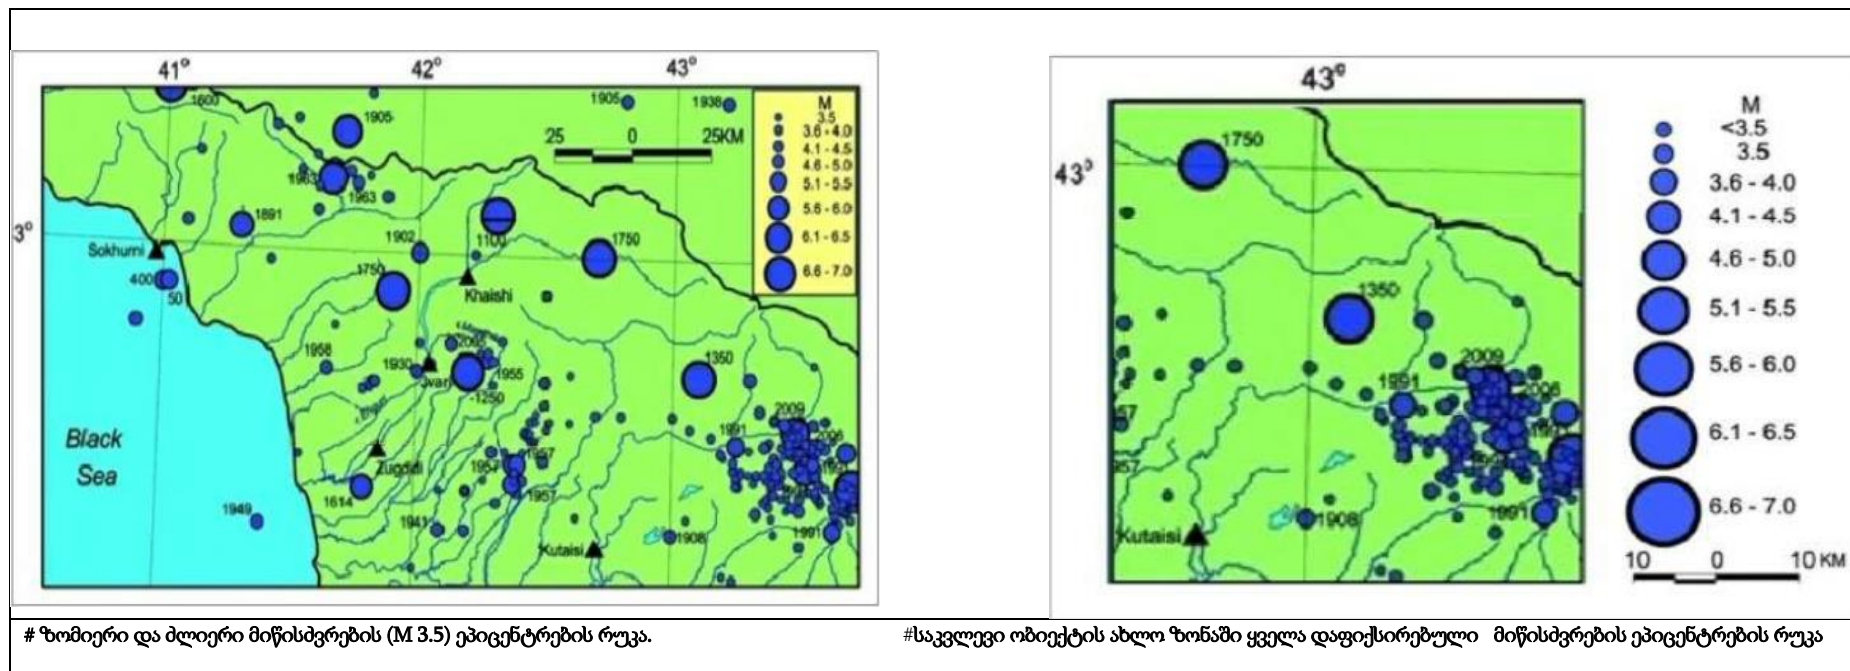 41°
42°
43°
1600
1905
1905
1938
25 0 25KM
M
3.5
3.6 - 4.0
4.1 - 4.5
4.6 - 5.0
5.1 - 5.5
5.6 - 6.0
6.1 - 6.5
6.6 - 7.0
1963
1963
1891
3°
1902
1100
1750
Sokhumi
400
50
1750
Khaishi
1958
1930
Jvari
1955
-1250
1350
2009
Black
Sea
1991
2006
Zugdidi
1957
1957
1957
1614
1949
1941
1991
Kutaisi
1908
# ზომიერი და ძლიერი მიწისძვრების (M 3.5) ეპიცენტრების რუკა.
43°
1750
43°
1350
2009
1991
2006
57
957
1991
1908
Kutaisi
M
<3.5
3.5
3.6 - 4.0
4.1 - 4.5
4.6 - 5.0
5.1 - 5.5
5.6 - 6.0
6.1 - 6.5
6.6 - 7.0
10 0 10 KM
#საკვლევი ობიექტის ახლო ზონაში ყველა დაფიქსირებული მიწისძვრების ეპიცენტრების რუკა